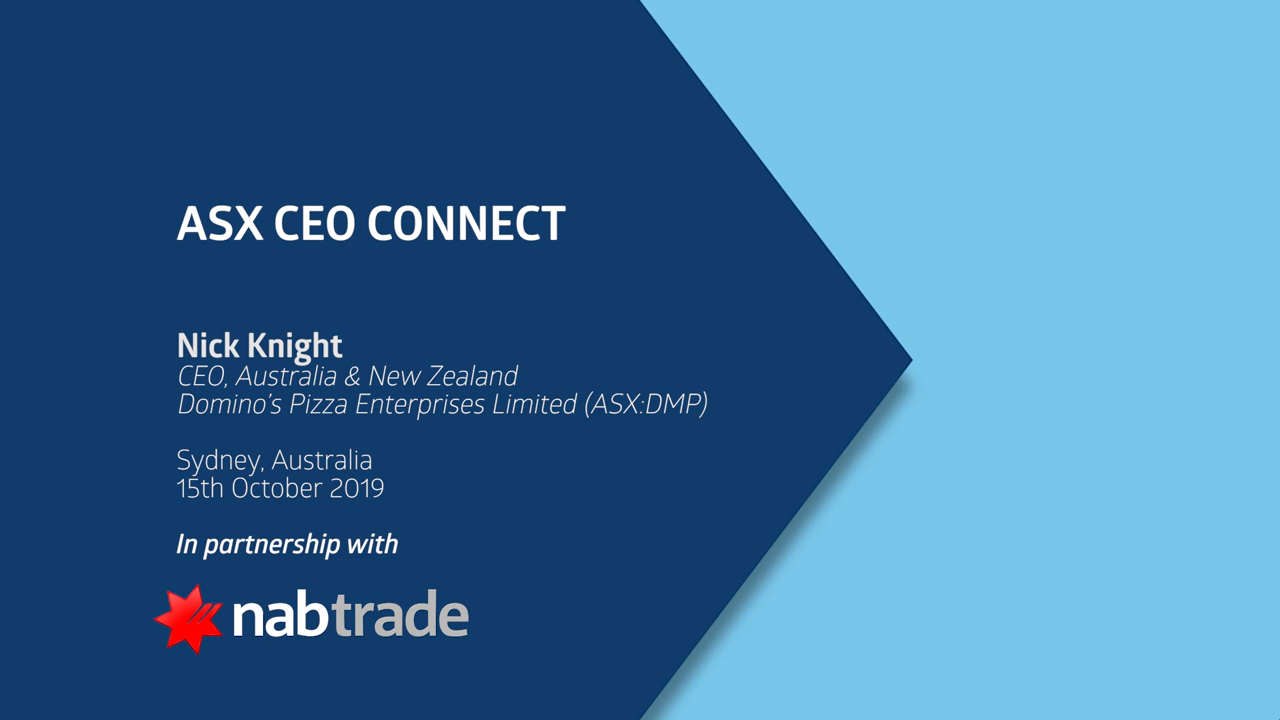 ASX CEO CONNECT
Nick Knight
CEO, Australia & New Zealand
Domino’s Pizza Enterprises Limited (ASX:DMP)
Sydney, Australia
15th October 2019
In partnership with
nabtrade